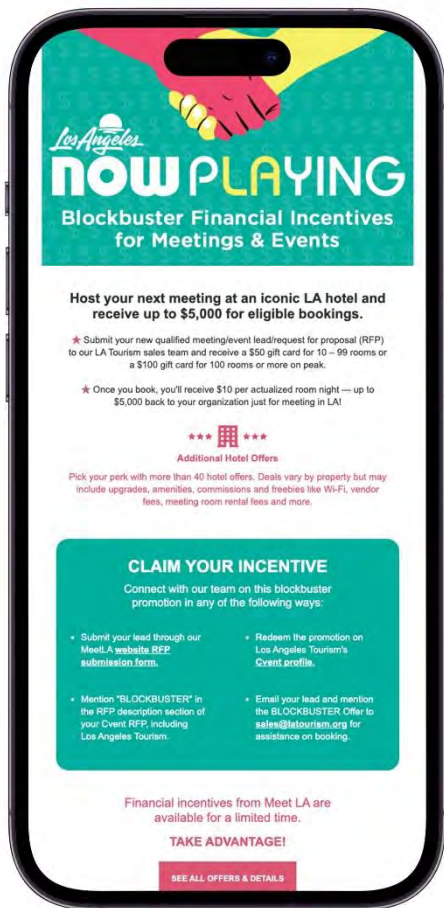 Los Angeles
NOW PLAYING
Blockbuster Financial Incentives
for Meetings & Events
Host your next meeting at an iconic LA hotel and
receive up to $5,000 for eligible bookings.
★ Submit your new qualified meeting/event lead/request for proposal (RFP)
to our LA Tourism sales team and receive a $50 gift card for 10 – 99 rooms or
a $100 gift card for 100 rooms or more on peak.
★ Once you book, you'll receive $10 per actualized room night — up to
$5,000 back to your organization just for meeting in LA!
Additional Hotel Offers
Pick your perk with more than 40 hotel offers. Deals vary by property but may
include upgrades, amenities, commissions and freebies like Wi-Fi, vendor
fees, meeting room rental fees and more.
CLAIM YOUR INCENTIVE
Connect with our team on this blockbuster
promotion in any of the following ways:
• Submit your lead through our
MeetLA website RFP
submission form.
• Redeem the promotion on
Los Angeles Tourism's
Cvent profile.
• Mention "BLOCKBUSTER" in
the RFP description section of
your Cvent RFP, including
Los Angeles Tourism.
• Email your lead and mention
the BLOCKBUSTER Offer to
sales@latourism.org for
assistance on booking.
Financial incentives from Meet LA are
available for a limited time.
TAKE ADVANTAGE!
SEE ALL OFFERS & DETAILS